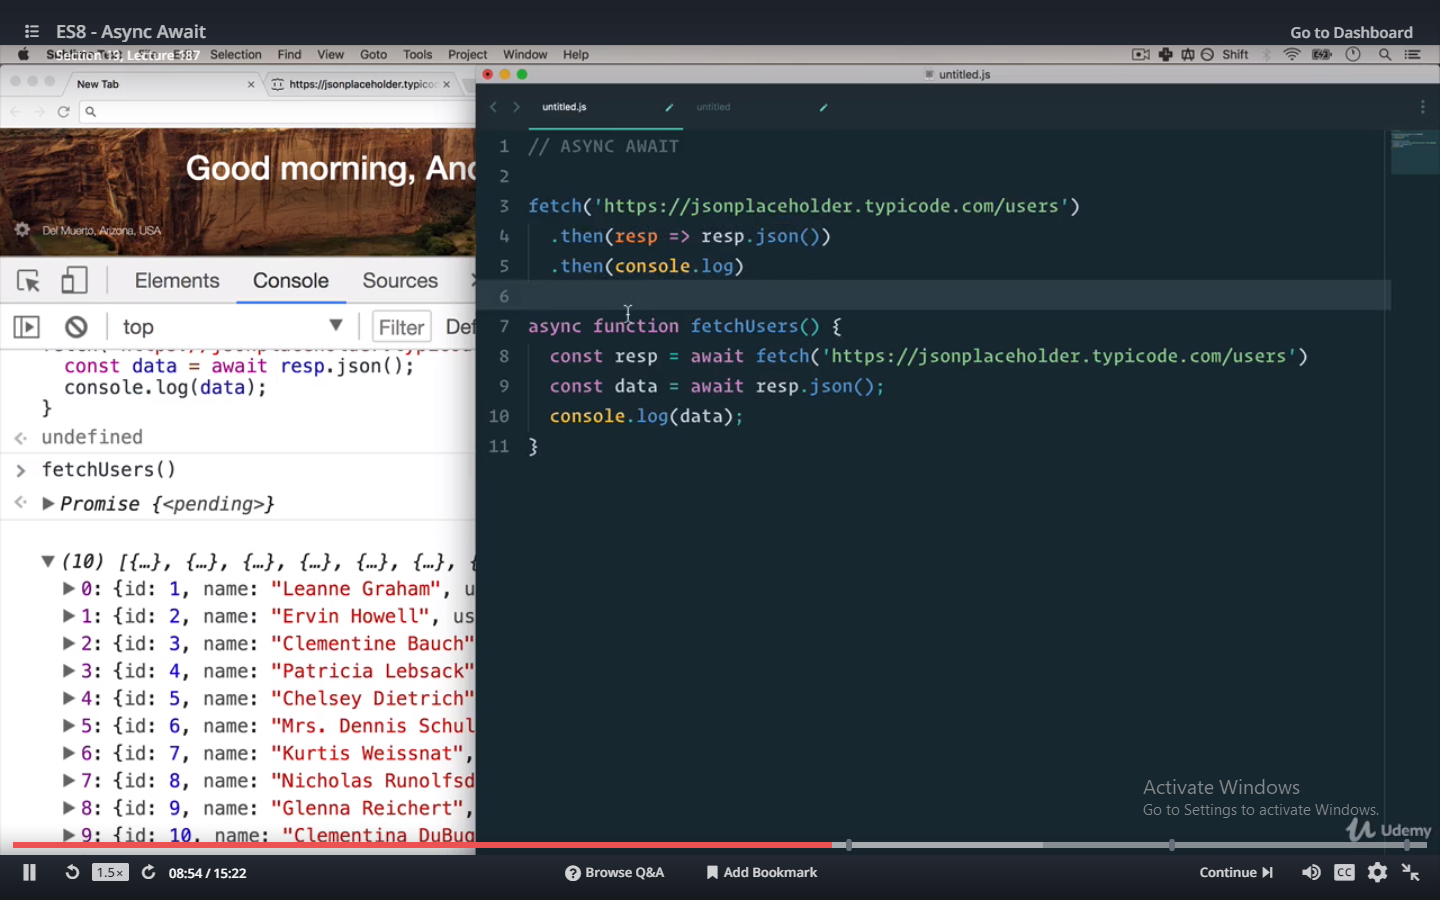 ES8 - Async Await
Go to Dashboard
Section 13, Lecture 187
Selection Find View Goto Tools Project Window Help
Shift
New Tab
https://jsonplaceholder.typico
untitled.js
untitled.js
untitled
Good morning, And
Del Muerto, Arizona, USA
Elements Console Sources
top
Filter
Def
const data = await resp.json();
console.log(data);
}
undefined
fetchUsers()
Promise {<pending>}
(10) [{…}, {…}, {…}, {…}, {…}, {…}, {
0: {id: 1, name: "Leanne Graham", u
1: {id: 2, name: "Ervin Howell", us
2: {id: 3, name: "Clementine Bauch"
3: {id: 4, name: "Patricia Lebsack"
4: {id: 5, name: "Chelsey Dietrich"
5: {id: 6, name: "Mrs. Dennis Schul
6: {id: 7, name: "Kurtis Weissnat",
7: {id: 8, name: "Nicholas Runolfsd
8: {id: 9, name: "Glenna Reichert",
9: {id: 10, name: "Clementina DuBuq
1 // ASYNC AWAIT
2
3 fetch('https://jsonplaceholder.typicode.com/users')
4 .then(resp => resp.json())
5 .then(console.log)
6
7 async function fetchUsers() {
8 const resp = await fetch('https://jsonplaceholder.typicode.com/users')
9 const data = await resp.json();
10 console.log(data);
11 }
Activate Windows
Go to Settings to activate Windows.
Udemy
1.5×
08:54 / 15:22
? Browse Q&A
Add Bookmark
Continue
CC